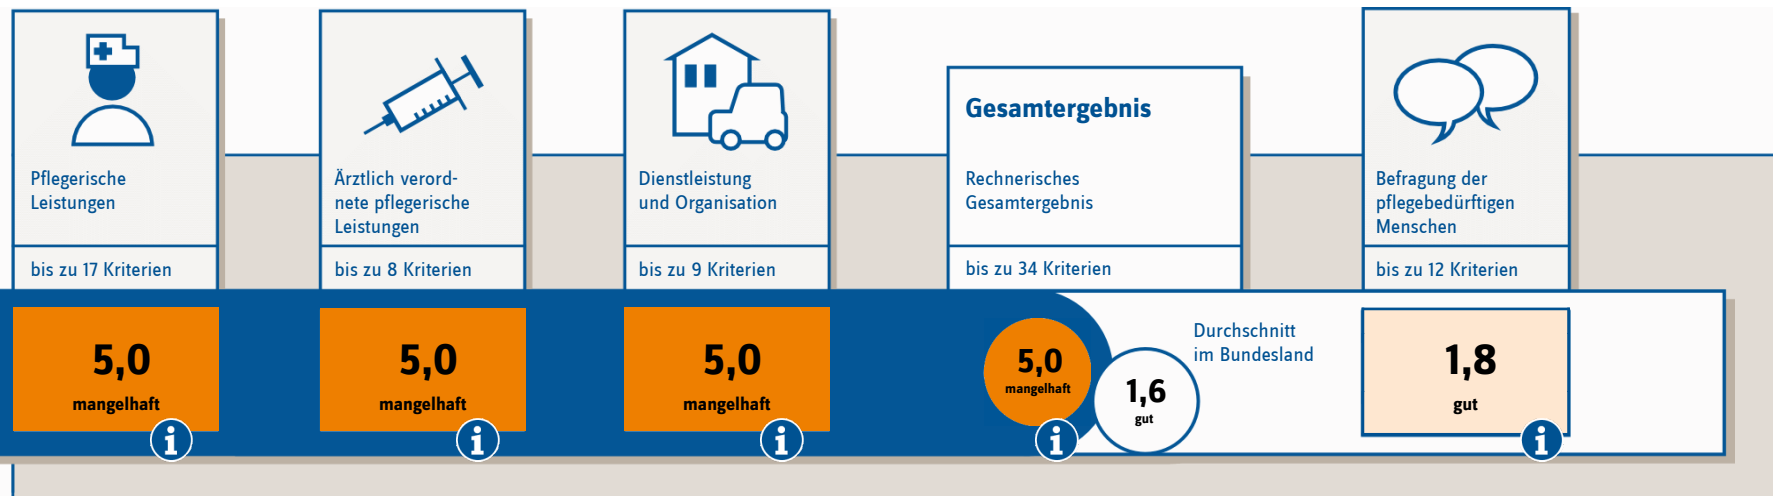 Pflegerische
Leistungen
bis zu 17 Kriterien
5,0
mangelhaft
i
Ärztlich verord-
nete pflegerische
Leistungen
bis zu 8 Kriterien
5,0
mangelhaft
i
Dienstleistung
und Organisation
bis zu 9 Kriterien
5,0
mangelhaft
i
Gesamtergebnis
Rechnerisches
Gesamtergebnis
bis zu 34 Kriterien
5,0
mangelhaft
i
1,6
gut
Durchschnitt
im Bundesland
Befragung der
pflegebedürftigen
Menschen
bis zu 12 Kriterien
1,8
gut
i